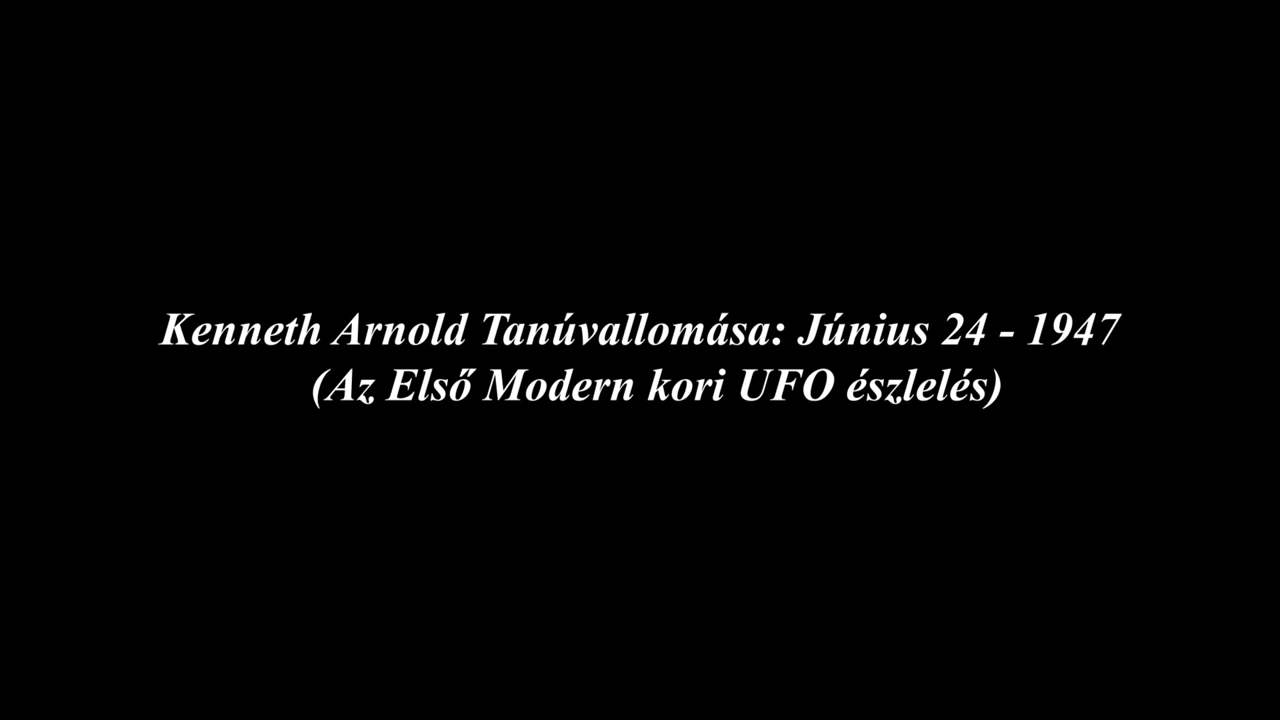 Kenneth Arnold Tanúvallomása: Június 24 - 1947
(Az Első Modern kori UFO észlelés)